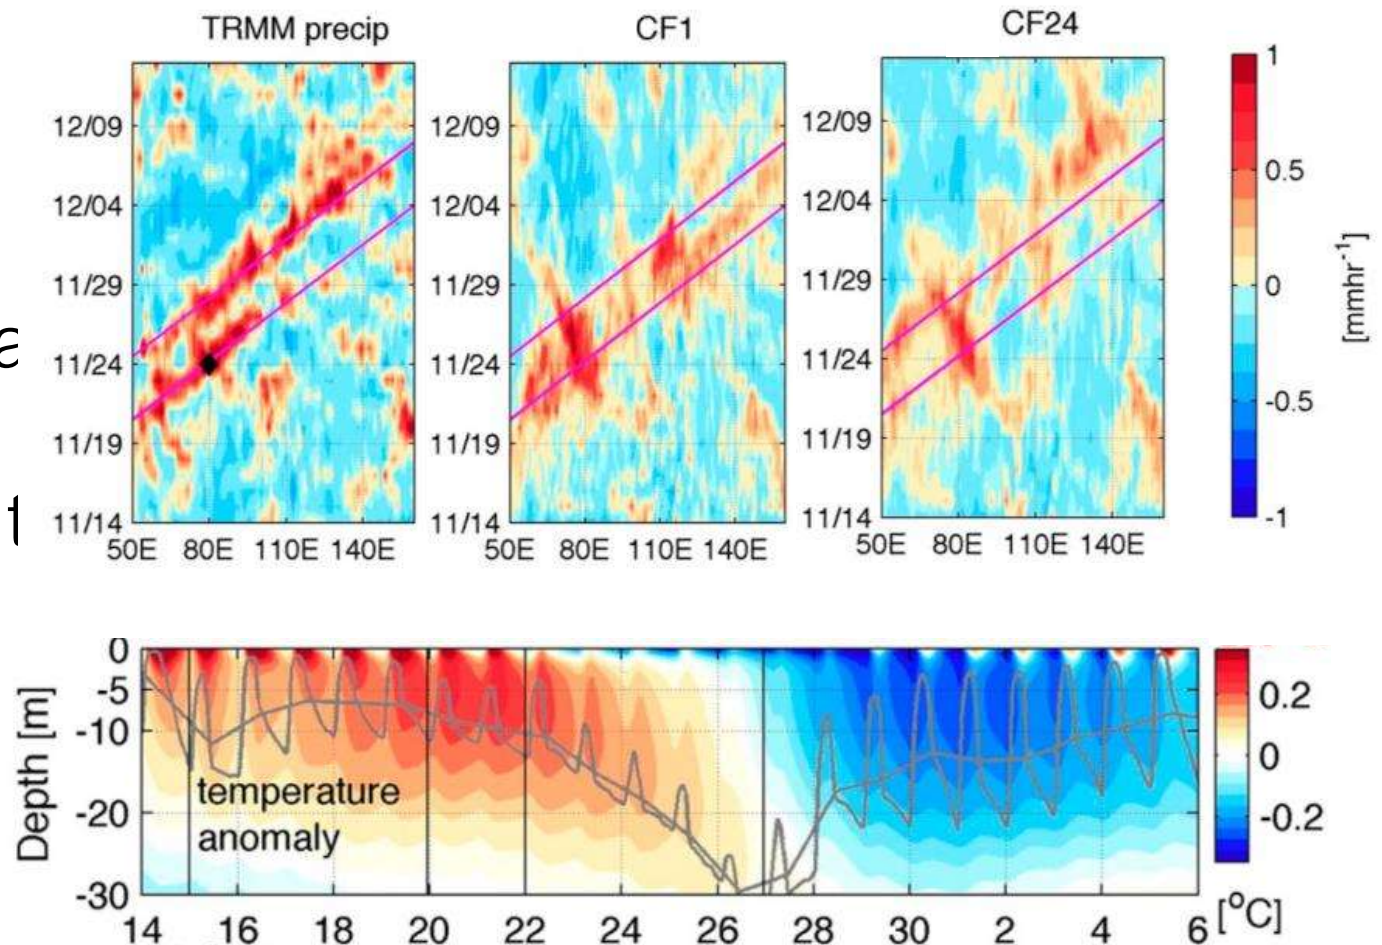 TRMM precip
CF1
CF24
12/09
12/04
11/29
11/24
11/19
11/14
50E 80E 110E 140E
12/09
12/04
11/29
11/24
11/19
11/14
50E 80E 110E 140E
12/09
12/04
11/29
11/24
11/19
11/14
50E 80E 110E 140E
1
0.5
0
-0.5
-1
[mmhr⁻¹]
a
t
Depth [m]
0
-5
-10
-20
-30
temperature
anomaly
14 16 18 20 22 24 26 28 30 2 4 6
0.2
0
-0.2
[°C]